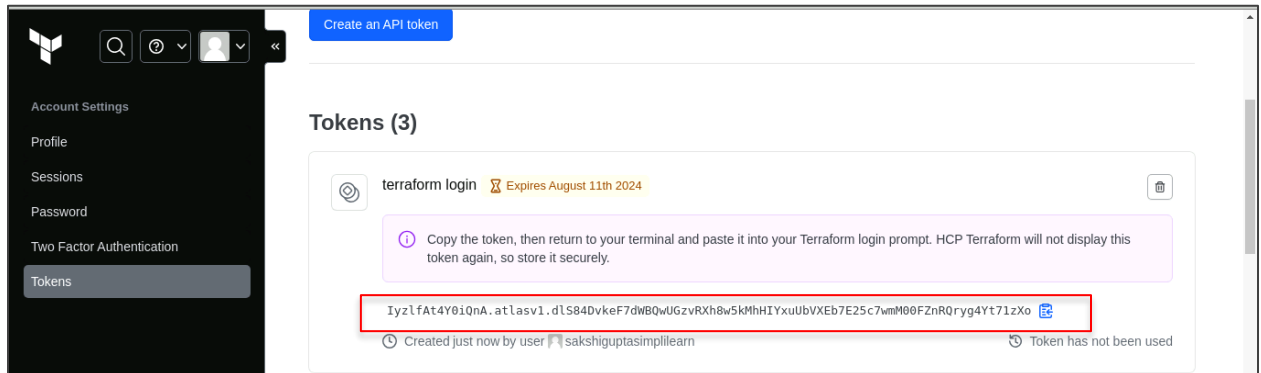 Create an API token
Account Settings
Profile
Sessions
Password
Two Factor Authentication
Tokens
Tokens (3)
terraform login
Expires August 11th 2024
Copy the token, then return to your terminal and paste it into your Terraform login prompt. HCP Terraform will not display this
token again, so store it securely.
IyzlfAt4Y0iQnA.atlasv1.dlS84DvkeF7dWBQwUGzvRXh8w5kMhHIYxuUbVXEb7E25c7wmM00FZnRQryg4Yt71zXo
Created just now by user sakshiguptasimplilearn
Token has not been used